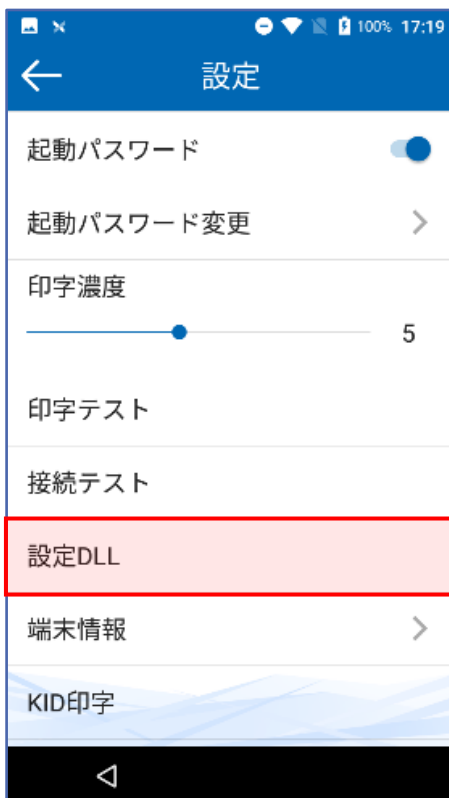 100% 17:19
設定
起動パスワード
起動パスワード変更
印字濃度
5
印字テスト
接続テスト
設定DLL
端末情報
KID印字